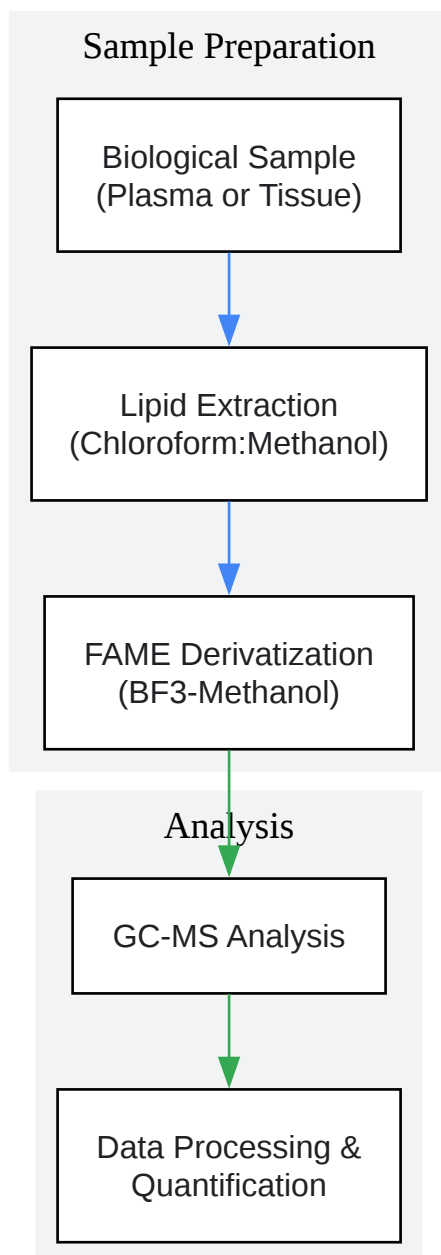 Sample Preparation
Biological Sample
(Plasma or Tissue)
Lipid Extraction
(Chloroform:Methanol)
FAME Derivatization
(BF3-Methanol)
Analysis
GC-MS Analysis
Data Processing &
Quantification